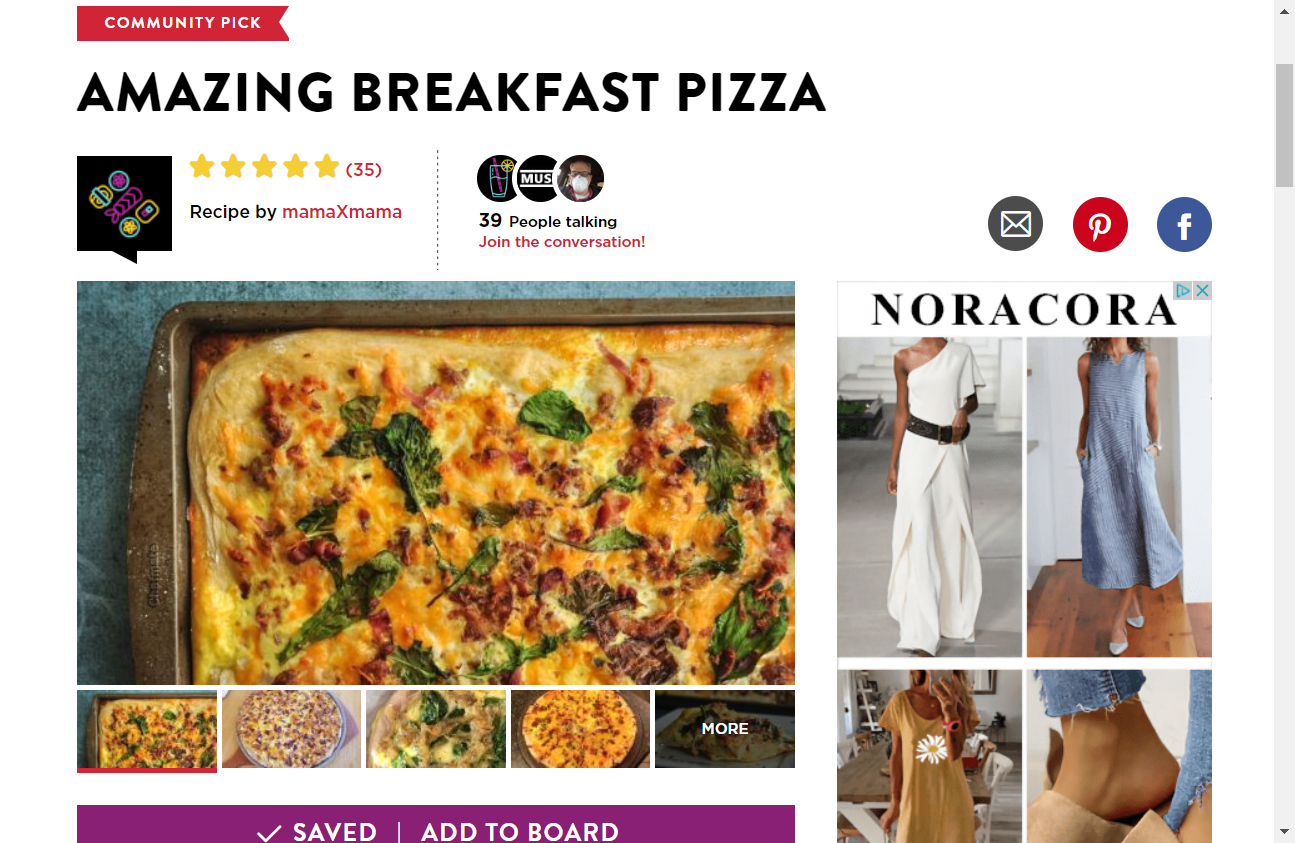 COMMUNITY PICK
AMAZING BREAKFAST PIZZA
(35)
Recipe by mamaXmama
MUS
39 People talking
Join the conversation!
NORACORA
Chefmate
MORE
SAVED | ADD TO BOARD